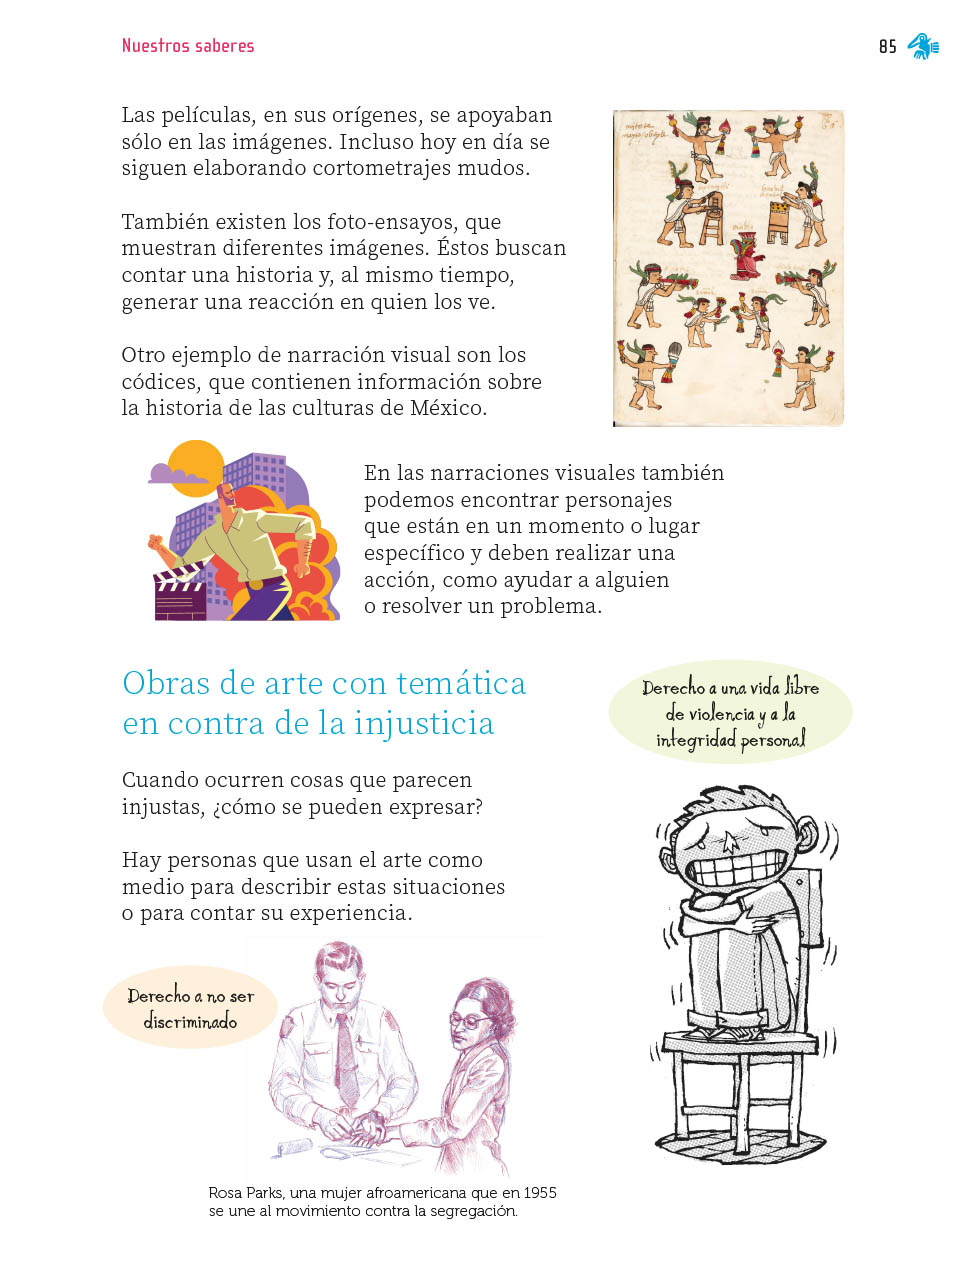 Nuestros saberes
85
Las películas, en sus orígenes, se apoyaban
sólo en las imágenes. Incluso hoy en día se
siguen elaborando cortometrajes mudos.
También existen los foto-ensayos, que
muestran diferentes imágenes. Éstos buscan
contar una historia y, al mismo tiempo,
generar una reacción en quien los ve.
Otro ejemplo de narración visual son los
códices, que contienen información sobre
la historia de las culturas de México.
En las narraciones visuales también
podemos encontrar personajes
que están en un momento o lugar
específico y deben realizar una
acción, como ayudar a alguien
o resolver un problema.
Obras de arte con temática
en contra de la injusticia
Derecho a una vida libre
de violencia y a la
integridad personal
Cuando ocurren cosas que parecen
injustas, ¿cómo se pueden expresar?
Hay personas que usan el arte como
medio para describir estas situaciones
o para contar su experiencia.
Derecho a no ser
discriminado
Rosa Parks, una mujer afroamericana que en 1955
se une al movimiento contra la segregación.